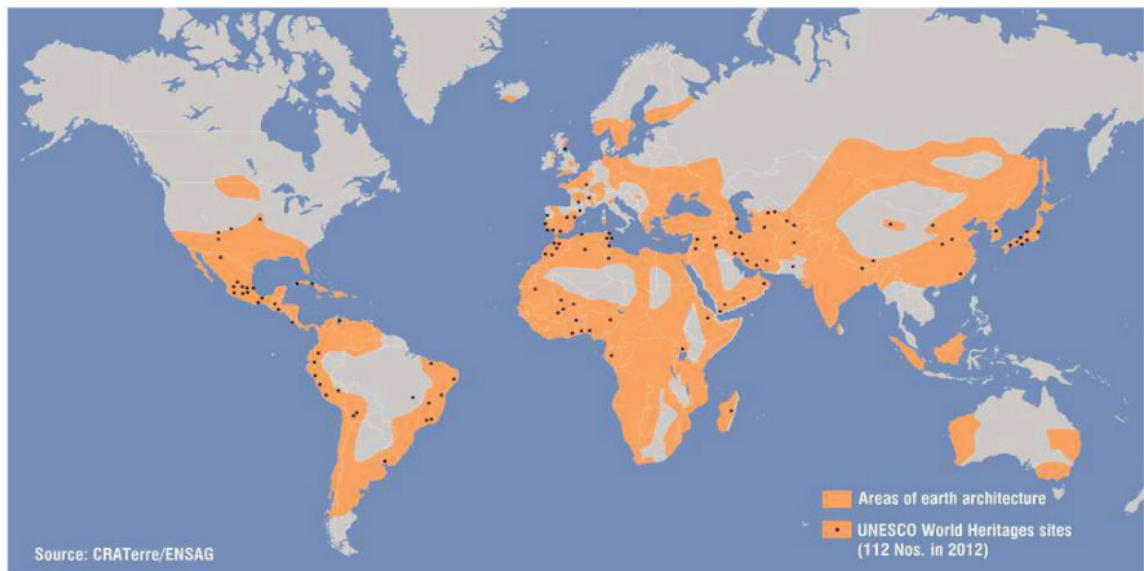 Areas of earth architecture
UNESCO World Heritages sites
(112 Nos. in 2012)
Source: CRATerre/ENSAG